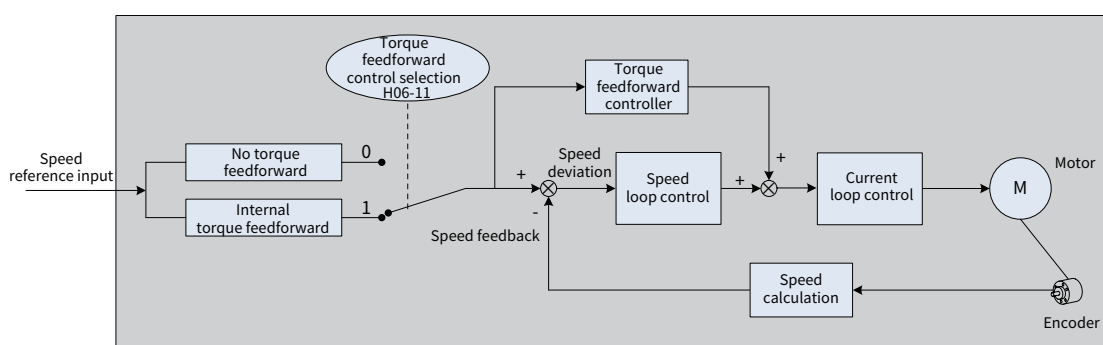 Torque
feedforward
control selection
H06-11
Torque
feedforward
controller
Speed
reference input
No torque
feedforward
0
Internal
torque feedforward
1
+
-
Speed
deviation
Speed feedback
Speed
loop control
+
+
Current
loop control
Motor
M
Speed
calculation
Encoder